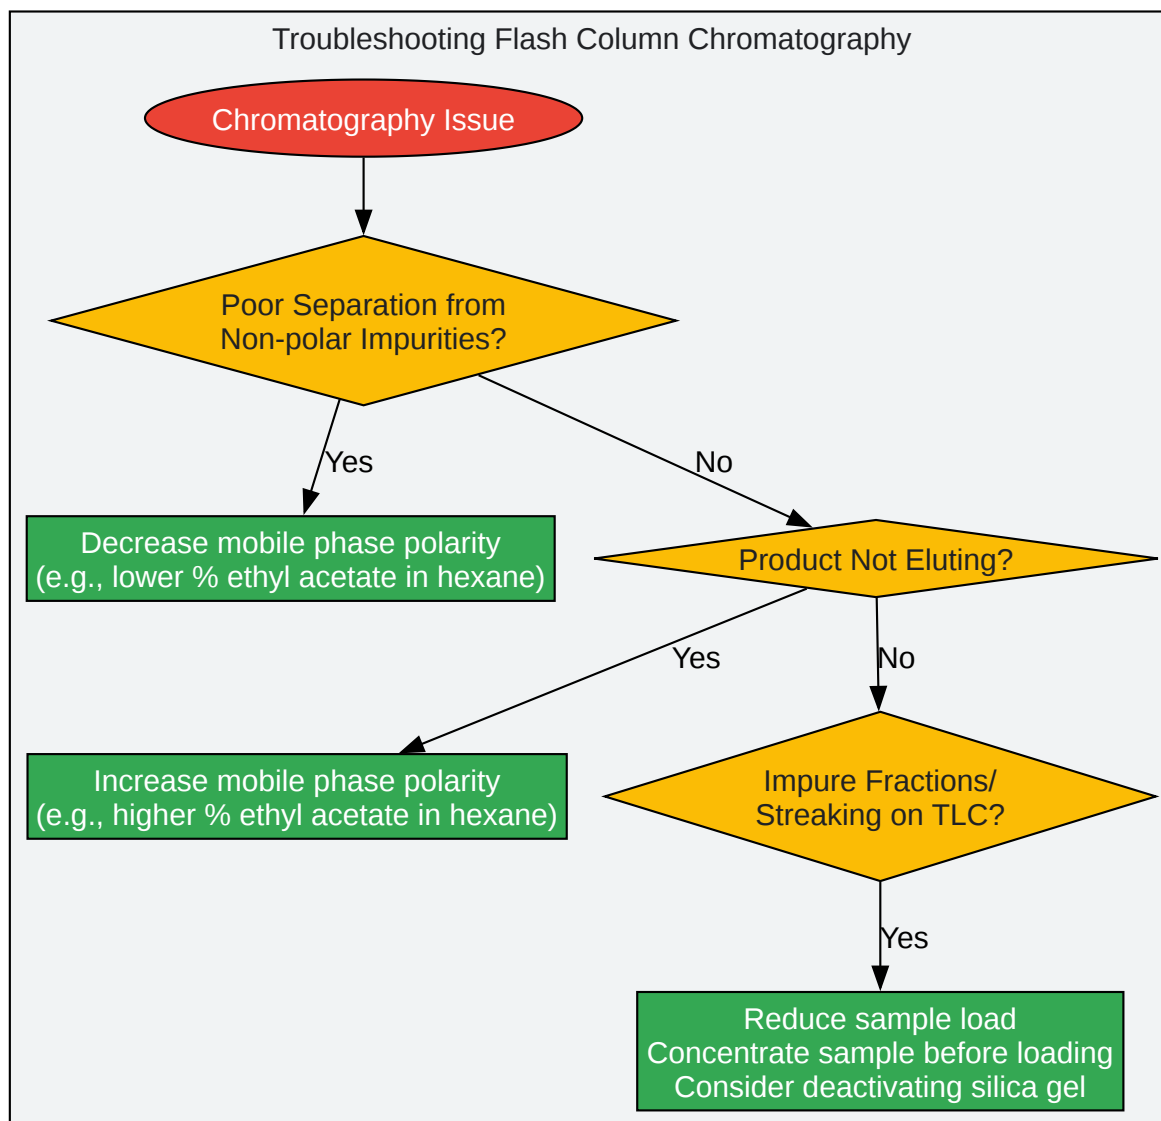 Troubleshooting Flash Column Chromatography
Chromatography Issue
Poor Separation from
Non-polar Impurities?
Yes
No
Decrease mobile phase polarity
(e.g., lower % ethyl acetate in hexane)
Product Not Eluting?
Yes
No
Increase mobile phase polarity
(e.g., higher % ethyl acetate in hexane)
Impure Fractions/
Streaking on TLC?
Yes
Reduce sample load
Concentrate sample before loading
Consider deactivating silica gel